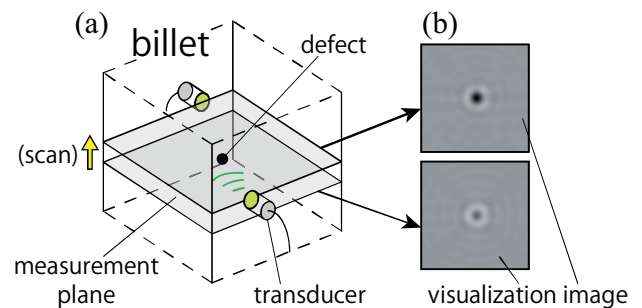 (a)
(b)
billet
defect
(scan)
measurement
plane
transducer
visualization image